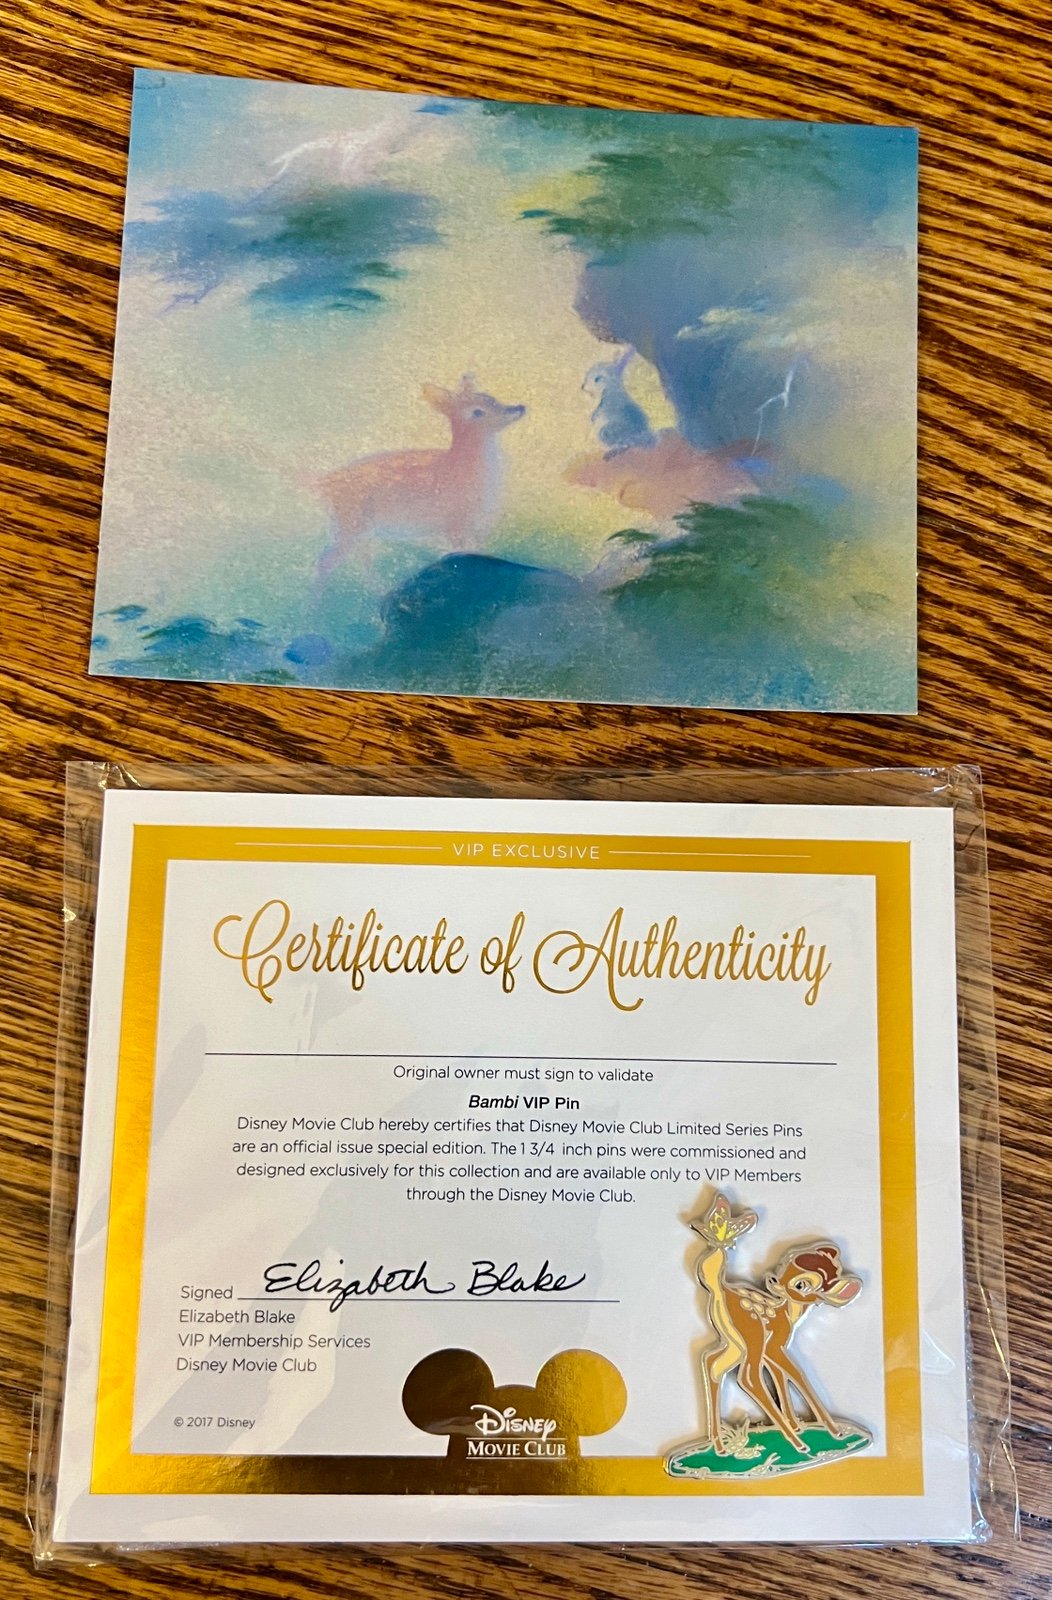 VIP EXCLUSIVE
Certificate of Authenticity
Original owner must sign to validate
Bambi VIP Pin
Disney Movie Club hereby certifies that Disney Movie Club Limited Series Pins
are an official issue special edition. The 1 3/4 inch pins were commissioned and
designed exclusively for this collection and are available only to VIP Members
through the Disney Movie Club.
Signed Elizabeth Blake
Elizabeth Blake
VIP Membership Services
Disney Movie Club
© 2017 Disney
Disney
MOVIE CLUB